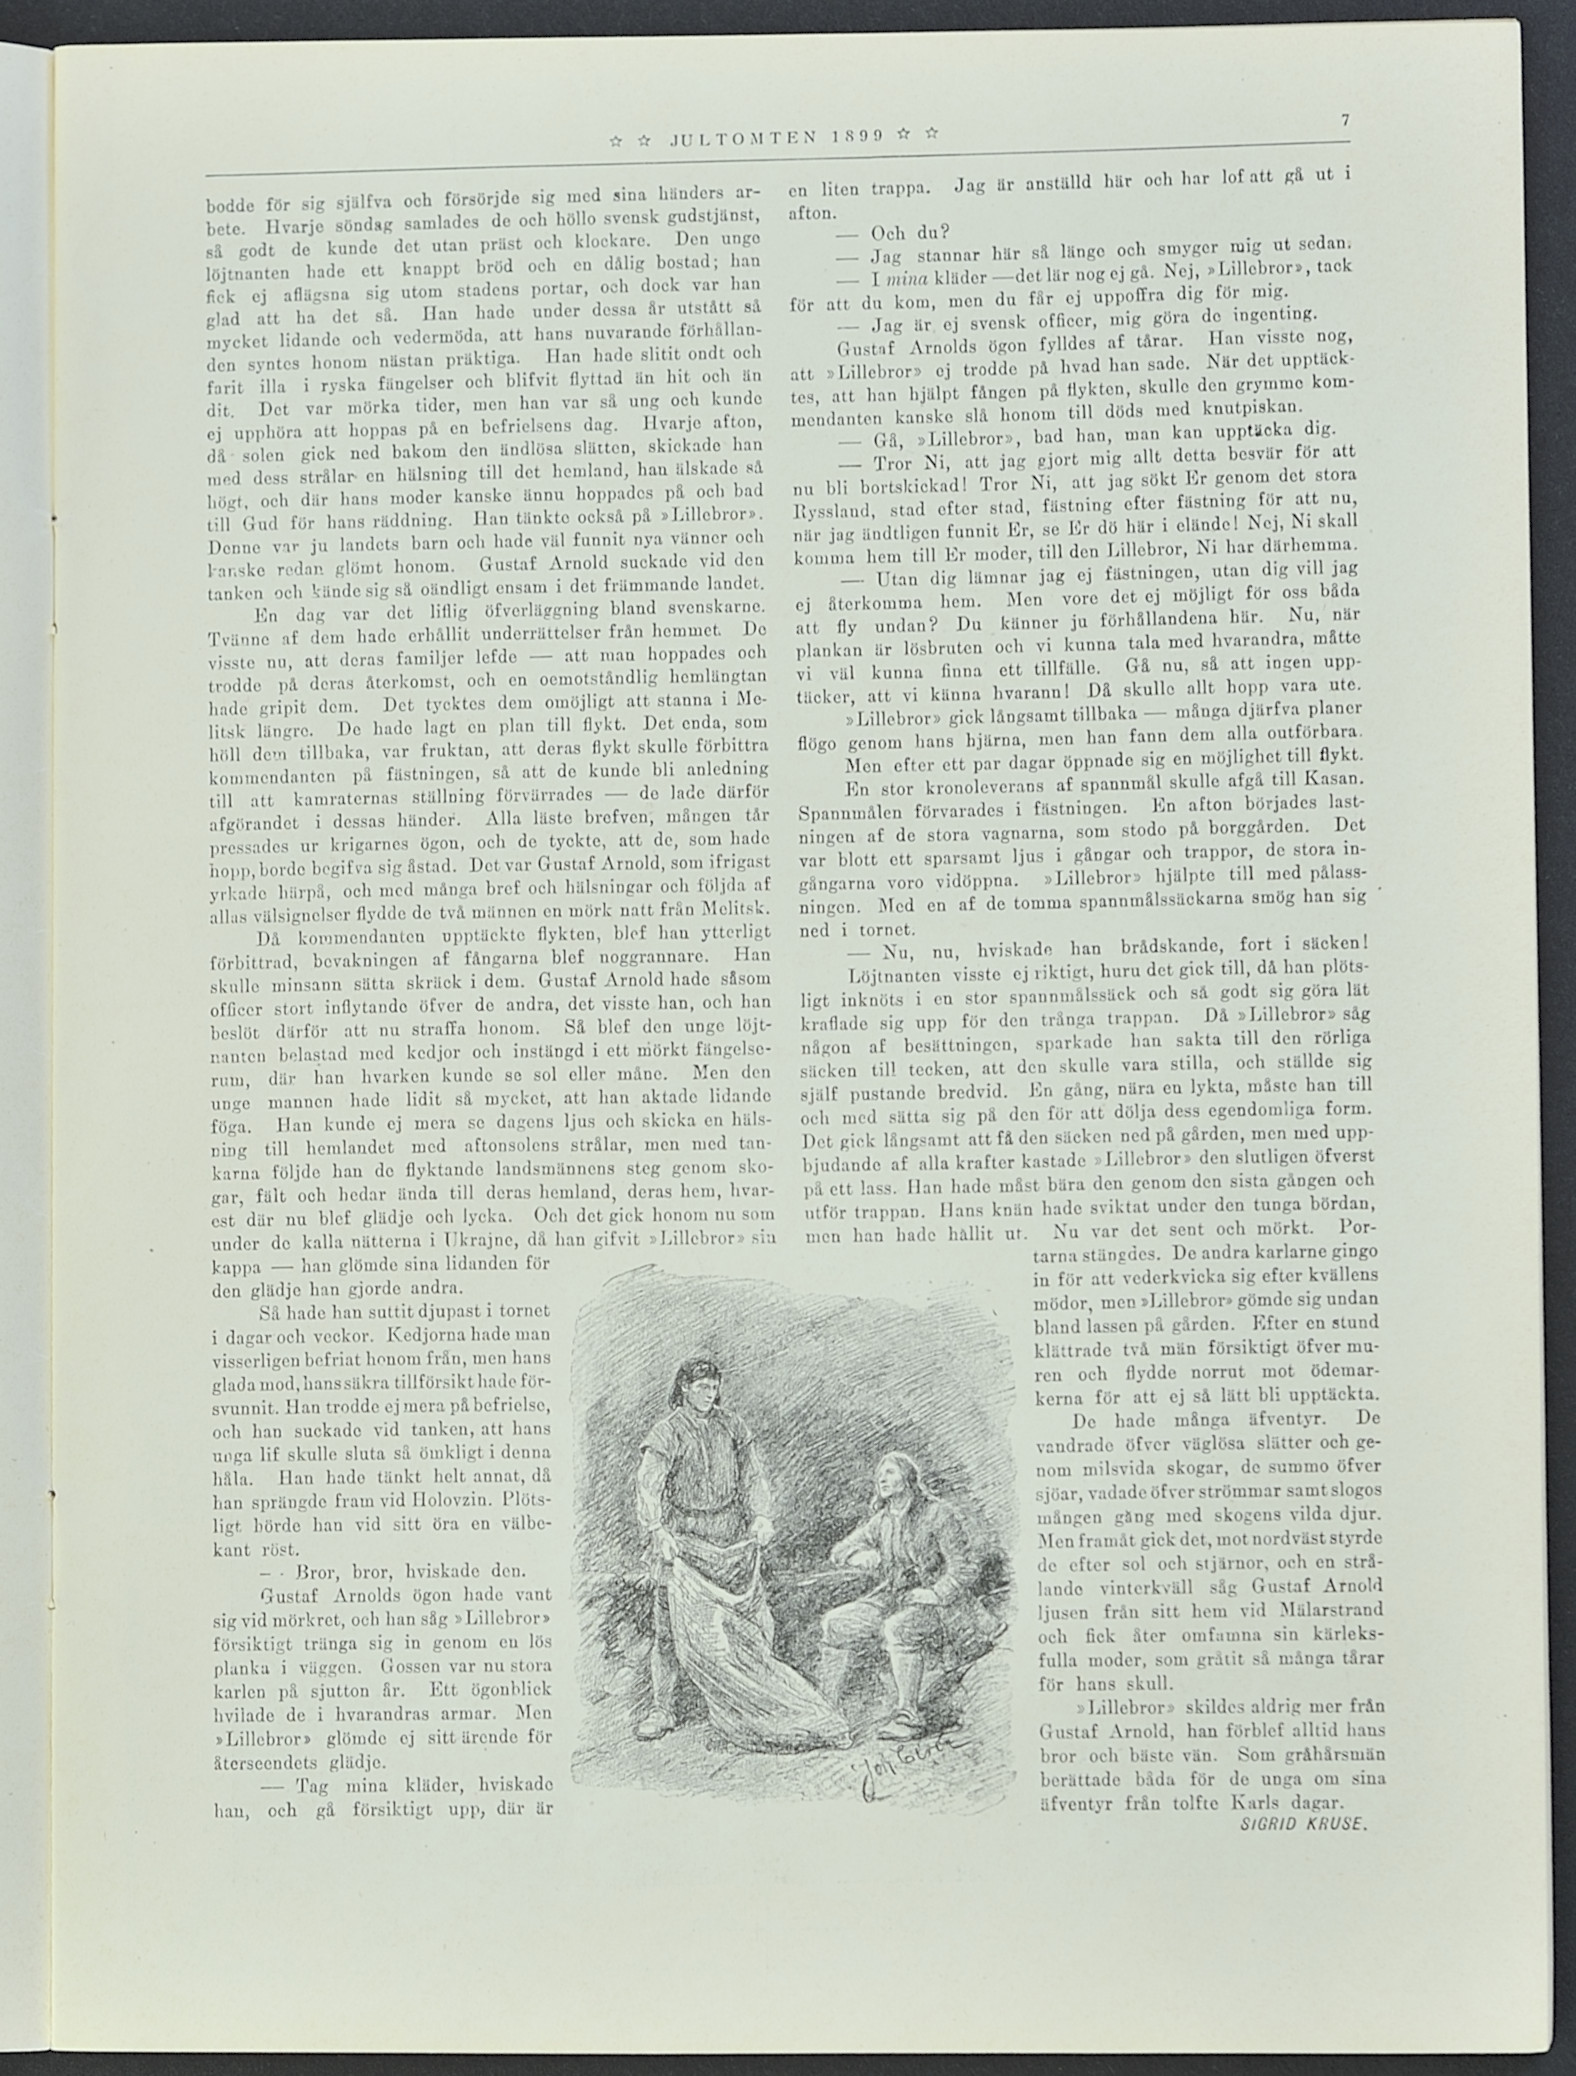 ☆ ☆ JULTOMTEN 1899 ☆ ☆
7
bodde för sig själfva och försörjde sig med sina händers ar-
bete. Hvarje söndag samlades de och höllo svensk gudstjänst,
så godt de kunde det utan präst och klockare. Den unge
löjtnanten hade ett knappt bröd och en dålig bostad; han
fick ej aflägsna sig utom stadens portar, och dock var han
glad att ha det så. Han hade under dessa år utstått så
mycket lidande och vedermöda, att hans nuvarande förhållan-
den syntes honom nästan präktiga. Han hade slitit ondt och
farit illa i ryska fängelser och blifvit flyttad än hit och än
dit. Det var mörka tider, men han var så ung och kunde
ej upphöra att hoppas på en befrielsens dag. Hvarje afton,
då solen gick ned bakom den ändlösa slätten, skickade han
med dess strålar en hälsning till det hemland, han älskade så
högt, och där hans moder kanske ännu hoppades på och bad
till Gud för hans räddning. Han tänkte också på »Lillebror».
Denne var ju landets barn och hade väl funnit nya vänner och
kanske redan glömt honom. Gustaf Arnold suckade vid den
tanken och kände sig så oändligt ensam i det främmande landet.
En dag var det liflig öfverläggning bland svenskarne.
Tvänne af dem hade erhållit underrättelser från hemmet. De
visste nu, att deras familjer lefde — att man hoppades och
trodde på deras återkomst, och en oemotståndlig hemlängtan
hade gripit dem. Det tycktes dem omöjligt att stanna i Me-
litsk längre. De hade lagt en plan till flykt. Det enda, som
höll dem tillbaka, var fruktan, att deras flykt skulle förbittra
kommendanten på fästningen, så att de kunde bli anledning
till att kamraternas ställning förvärrades — de lade därför
afgörandet i dessas händer. Alla läste brefven, mången tår
pressades ur krigarnes ögon, och de tyckte, att de, som hade
hopp, borde begifva sig åstad. Det var Gustaf Arnold, som ifrigast
yrkade härpå, och med många bref och hälsningar och följda af
allas välsignelser flydde de två männen en mörk natt från Melitsk.
Då kommendanten upptäckte flykten, blef han ytterligt
förbittrad, bevakningen af fångarna blef noggrannare. Han
skulle minsann sätta skräck i dem. Gustaf Arnold hade såsom
officer stort inflytande öfver de andra, det visste han, och han
beslöt därför att nu straffa honom. Så blef den unge löjt-
nanten belastad med kedjor och instängd i ett mörkt fängelse-
rum, där han hvarken kunde se sol eller måne. Men den
unge mannen hade lidit så mycket, att han aktade lidande
föga. Han kunde ej mera se dagens ljus och skicka en häls-
ning till hemlandet med aftonsolens strålar, men med tan-
karna följde han de flyktande landsmännens steg genom sko-
gar, fält och hedar ända till deras hemland, deras hem, hvar-
est där nu blef glädje och lycka. Och det gick honom nu som
under de kalla nätterna i Ukrajne, då han gifvit »Lillebror» sin
kappa — han glömde sina lidanden för
den glädje han gjorde andra.
Så hade han suttit djupast i tornet
i dagar och veckor. Kedjorna hade man
visserligen befriat honom från, men hans
glada mod, hans säkra tillförsikt hade för-
svunnit. Han trodde ej mera på befrielse,
och han suckade vid tanken, att hans
unga lif skulle sluta så ömkligt i denna
håla. Han hade tänkt helt annat, då
han sprängde fram vid Holovzin. Plöts-
ligt hörde han vid sitt öra en välbe-
kant röst.
— Bror, bror, hviskade den.
Gustaf Arnolds ögon hade vant
sig vid mörkret, och han såg »Lillebror»
försiktigt tränga sig in genom en lös
planka i väggen. Gossen var nu stora
karlen på sjutton år. Ett ögonblick
hvilade de i hvarandras armar. Men
»Lillebror» glömde ej sitt ärende för
återseendets glädje.
— Tag mina kläder, hviskade
han, och gå försiktigt upp, där är
en liten trappa. Jag är anställd här och har lof att gå ut i
afton.
— Och du?
— Jag stannar här så länge och smyger mig ut sedan.
— I mina kläder — det lär nog ej gå. Nej, »Lillebror», tack
för att du kom, men du får ej uppoffra dig för mig.
— Jag är ej svensk officer, mig göra de ingenting.
Gustaf Arnolds ögon fylldes af tårar. Han visste nog,
att »Lillebror» ej trodde på hvad han sade. När det upptäck-
tes, att han hjälpt fången på flykten, skulle den grymme kom-
mendanten kanske slå honom till döds med knutpiskan.
— Gå, »Lillebror», bad han, man kan upptäcka dig.
— Tror Ni, att jag gjort mig allt detta besvär för att
nu bli bortskickad! Tror Ni, att jag sökt Er genom det stora
Ryssland, stad efter stad, fästning efter fästning för att nu,
när jag ändtligen funnit Er, se Er dö här i elände! Nej, Ni skall
komma hem till Er moder, till den Lillebror, Ni har därhemma.
— Utan dig lämnar jag ej fästningen, utan dig vill jag
ej återkomma hem. Men vore det ej möjligt för oss båda
att fly undan? Du känner ju förhållandena här. Nu, när
plankan är lösbruten och vi kunna tala med hvarandra, måtte
vi väl kunna finna ett tillfälle. Gå nu, så att ingen upp-
täcker, att vi känna hvarann! Då skulle allt hopp vara ute.
»Lillebror» gick långsamt tillbaka — många djärfva planer
flögo genom hans hjärna, men han fann dem alla outförbara.
Men efter ett par dagar öppnade sig en möjlighet till flykt.
En stor kronoleverans af spannmål skulle afgå till Kasan.
Spannmålen förvarades i fästningen. En afton börjades last-
ningen af de stora vagnarna, som stodo på borggården. Det
var blott ett sparsamt ljus i gångar och trappor, de stora in-
gångarna voro vidöppna. »Lillebror» hjälpte till med pålass-
ningen. Med en af de tomma spannmålssäckarna smög han sig
ned i tornet.
— Nu, nu, hviskade han brådskande, fort i säcken!
Löjtnanten visste ej riktigt, huru det gick till, då han plöts-
ligt inknöts i en stor spannmålssäck och så godt sig göra lät
kraflade sig upp för den trånga trappan. Då »Lillebror» såg
någon af besättningen, sparkade han sakta till den rörliga
säcken till tecken, att den skulle vara stilla, och ställde sig
själf pustande bredvid. En gång, nära en lykta, måste han till
och med sätta sig på den för att dölja dess egendomliga form.
Det gick långsamt att få den säcken ned på gården, men med upp-
bjudande af alla krafter kastade »Lillebror» den slutligen öfverst
på ett lass. Han hade måst bära den genom den sista gången och
utför trappan. Hans knän hade sviktat under den tunga bördan,
men han hade hållit ut. Nu var det sent och mörkt. Por-
tarna stängdes. De andra karlarne gingo
in för att vederkvicka sig efter kvällens
mödor, men »Lillebror» gömde sig undan
bland lassen på gården. Efter en stund
klättrade två män försiktigt öfver mu-
ren och flydde norrut mot ödemar-
kerna för att ej så lätt bli upptäckta.
De hade många äfventyr. De
vandrade öfver väglösa slätter och ge-
nom milsvida skogar, de summo öfver
sjöar, vadade öfver strömmar samt slogos
mången gång med skogens vilda djur.
Men framåt gick det, mot nordväst styrde
de efter sol och stjärnor, och en strå-
lande vinterkväll såg Gustaf Arnold
ljusen från sitt hem vid Mälarstrand
och fick åter omfamna sin kärleks-
fulla moder, som gråtit så många tårar
för hans skull.
»Lillebror» skildes aldrig mer från
Gustaf Arnold, han förblef alltid hans
bror och bäste vän. Som gråhårsmän
berättade båda för de unga om sina
äfventyr från tolfte Karls dagar.
SIGRID KRUSE.